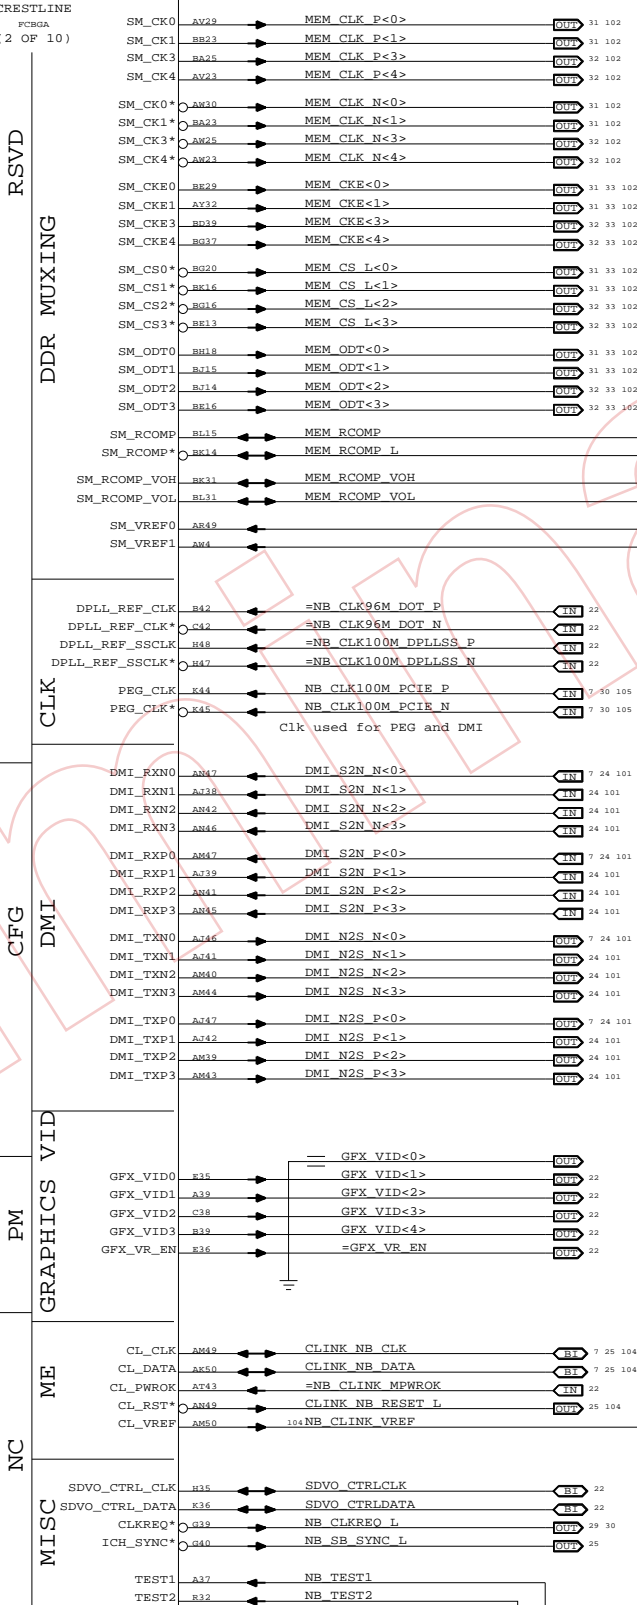 CRESTLINE
FCBGA
(2 OF 10)
RSVD
DDR MUXING
SM_CK0 AV29 MEM_CLK_P<0> OUT 31 102
SM_CK1 BB23 MEM_CLK_P<1> OUT 31 102
SM_CK3 BA25 MEM_CLK_P<3> OUT 32 102
SM_CK4 AV23 MEM_CLK_P<4> OUT 32 102
SM_CK0* AW30 MEM_CLK_N<0> OUT 31 102
SM_CK1* BA23 MEM_CLK_N<1> OUT 31 102
SM_CK3* AW25 MEM_CLK_N<3> OUT 32 102
SM_CK4* AW23 MEM_CLK_N<4> OUT 32 102
SM_CKE0 BE29 MEM_CKE<0> OUT 31 33 102
SM_CKE1 AY32 MEM_CKE<1> OUT 31 33 102
SM_CKE3 BD39 MEM_CKE<3> OUT 32 33 102
SM_CKE4 BG37 MEM_CKE<4> OUT 32 33 102
SM_CS0* BG20 MEM_CS_L<0> OUT 31 33 102
SM_CS1* BK16 MEM_CS_L<1> OUT 31 33 102
SM_CS2* BG16 MEM_CS_L<2> OUT 32 33 102
SM_CS3* BE13 MEM_CS_L<3> OUT 32 33 102
SM_ODT0 BH18 MEM_ODT<0> OUT 31 33 102
SM_ODT1 BJ15 MEM_ODT<1> OUT 31 33 102
SM_ODT2 BJ14 MEM_ODT<2> OUT 32 33 102
SM_ODT3 BE16 MEM_ODT<3> OUT 32 33 102
SM_RCOMP BL15 MEM_RCOMP
SM_RCOMP* BK14 MEM_RCOMP_L
SM_RCOMP_VOH BK31 MEM_RCOMP_VOH
SM_RCOMP_VOL BL31 MEM_RCOMP_VOL
SM_VREF0 AR49
SM_VREF1 AW4
CLK
DPLL_REF_CLK B42 =NB_CLK96M_DOT_P IN 22
DPLL_REF_CLK* C42 =NB_CLK96M_DOT_N IN 22
DPLL_REF_SSCLK H48 =NB_CLK100M_DPLLSS_P IN 22
DPLL_REF_SSCLK* H47 =NB_CLK100M_DPLLSS_N IN 22
PEG_CLK K44 NB_CLK100M_PCIE_P IN 7 30 105
PEG_CLK* K45 NB_CLK100M_PCIE_N IN 7 30 105
Clk used for PEG and DMI
CFG
DMI
DMI_RXN0 AN47 DMI_S2N_N<0> IN 7 24 101
DMI_RXN1 AJ38 DMI_S2N_N<1> IN 24 101
DMI_RXN2 AN42 DMI_S2N_N<2> IN 24 101
DMI_RXN3 AN46 DMI_S2N_N<3> IN 24 101
DMI_RXP0 AM47 DMI_S2N_P<0> IN 7 24 101
DMI_RXP1 AJ39 DMI_S2N_P<1> IN 24 101
DMI_RXP2 AN41 DMI_S2N_P<2> IN 24 101
DMI_RXP3 AN45 DMI_S2N_P<3> IN 24 101
DMI_TXN0 AJ46 DMI_N2S_N<0> OUT 7 24 101
DMI_TXN1 AJ41 DMI_N2S_N<1> OUT 24 101
DMI_TXN2 AM40 DMI_N2S_N<2> OUT 24 101
DMI_TXN3 AM44 DMI_N2S_N<3> OUT 24 101
DMI_TXP0 AJ47 DMI_N2S_P<0> OUT 7 24 101
DMI_TXP1 AJ42 DMI_N2S_P<1> OUT 24 101
DMI_TXP2 AM39 DMI_N2S_P<2> OUT 24 101
DMI_TXP3 AM43 DMI_N2S_P<3> OUT 24 101
PM
GRAPHICS VID
GFX_VID<0> OUT
GFX_VID0 E35 GFX_VID<1> OUT 22
GFX_VID1 A39 GFX_VID<2> OUT 22
GFX_VID2 C38 GFX_VID<3> OUT 22
GFX_VID3 B39 GFX_VID<4> OUT 22
GFX_VR_EN E36 =GFX_VR_EN OUT 22
NC
ME
CL_CLK AM49 CLINK_NB_CLK BI 7 25 104
CL_DATA AK50 CLINK_NB_DATA BI 7 25 104
CL_PWROK AT43 =NB_CLINK_MPWROK IN 22
CL_RST* AN49 CLINK_NB_RESET_L OUT 25 104
CL_VREF AM50 104 NB_CLINK_VREF
MISC
SDVO_CTRL_CLK H35 SDVO_CTRLCLK BI 22
SDVO_CTRL_DATA K36 SDVO_CTRLDATA BI 22
CLKREQ* G39 NB_CLKREQ_L OUT 29 30
ICH_SYNC* G40 NB_SB_SYNC_L OUT 25
TEST1 A37 NB_TEST1
TEST2 R32 NB_TEST2